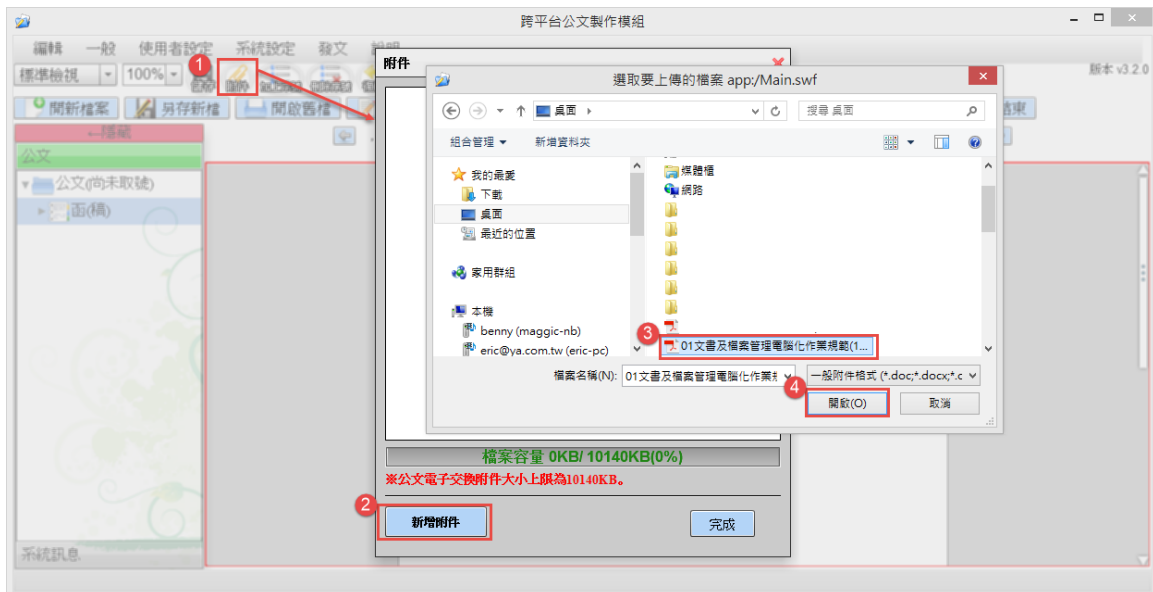 跨平台公文製作模組
編輯 一般 使用者設定 系統設定 發文 說明
標準檢視 100%
1
附件
版本 v3.2.0
開新檔案 另存新檔 開啟舊檔 結束
隱藏
公文
公文(尚未取號)
函(稿)
系統訊息.
選取要上傳的檔案 app:/Main.swf
桌面
搜尋 桌面
組合管理 新增資料夾
我的最愛
下載
桌面
最近的位置
家用群組
本機
benny (maggic-nb)
eric@ya.com.tw (eric-pc)
媒體櫃
網路
3
01文書及檔案管理電腦化作業規範(1...
檔案名稱(N): 01文書及檔案管理電腦化作業
一般附件格式 (*.doc;*.docx;*.c
4
開啟(O) 取消
檔案容量 0KB/ 10140KB(0%)
※公文電子交換附件大小上限為10140KB。
2
新增附件
完成